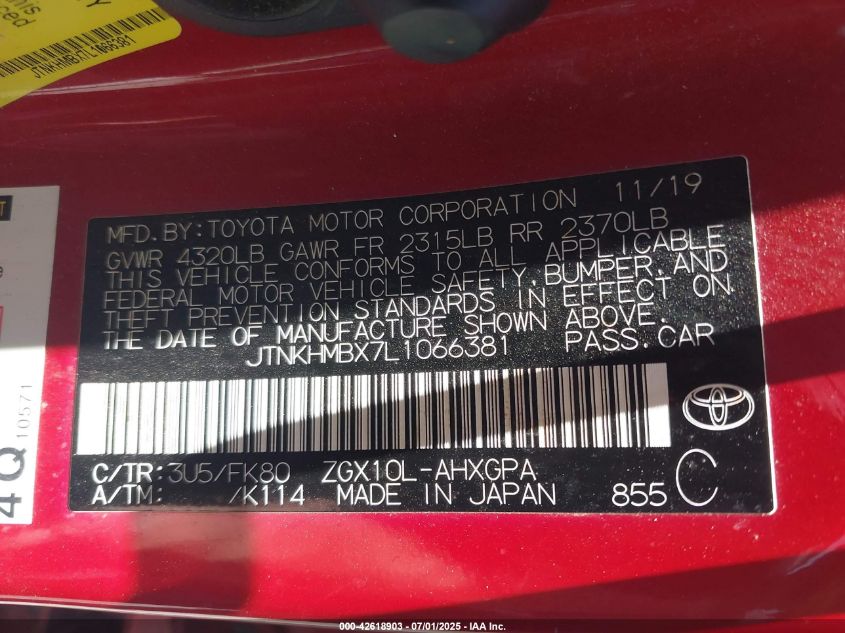 JTNKHMBX7L1066381
MFD. BY: TOYOTA MOTOR CORPORATION 11/19
GVWR 4320LB GAWR FR 2315LB RR 2370LB
THIS VEHICLE CONFORMS TO ALL APPLICABLE
FEDERAL MOTOR VEHICLE SAFETY, BUMPER, AND
THEFT PREVENTION STANDARDS IN EFFECT ON
THE DATE OF MANUFACTURE SHOWN ABOVE.
JTNKHMBX7L1066381 PASS. CAR
C/TR: 3U5/FK80 ZGX10L-AHXGPA
A/TM: /K114 MADE IN JAPAN 855 C
4Q 10571
000-42618903 - 07/01/2025 - IAA Inc.